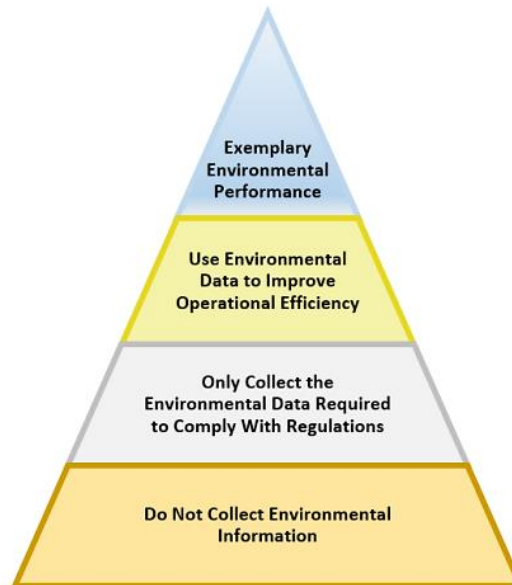 Exemplary
Environmental
Performance
Use Environmental
Data to Improve
Operational Efficiency
Only Collect the
Environmental Data Required
to Comply With Regulations
Do Not Collect Environmental
Information